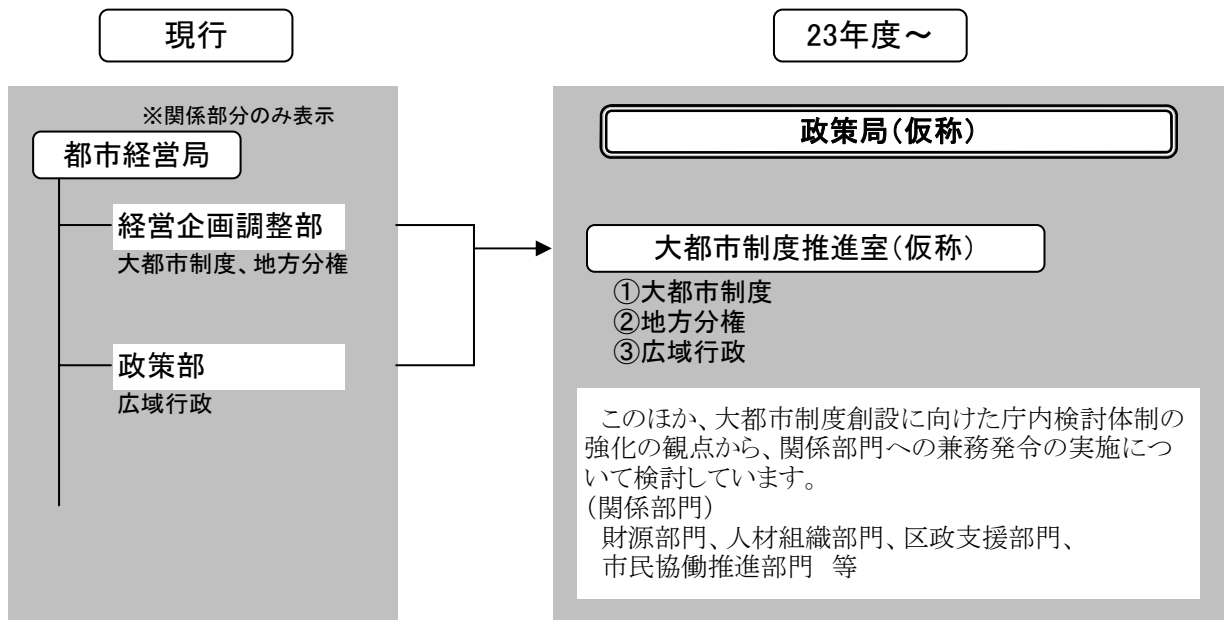 現行
※関係部分のみ表示
都市経営局
経営企画調整部
大都市制度、地方分権
政策部
広域行政
23年度～
政策局(仮称)
大都市制度推進室(仮称)
①大都市制度
②地方分権
③広域行政
このほか、大都市制度創設に向けた庁内検討体制の
強化の観点から、関係部門への兼務発令の実施につ
いて検討しています。
(関係部門)
財源部門、人材組織部門、区政支援部門、
市民協働推進部門　等